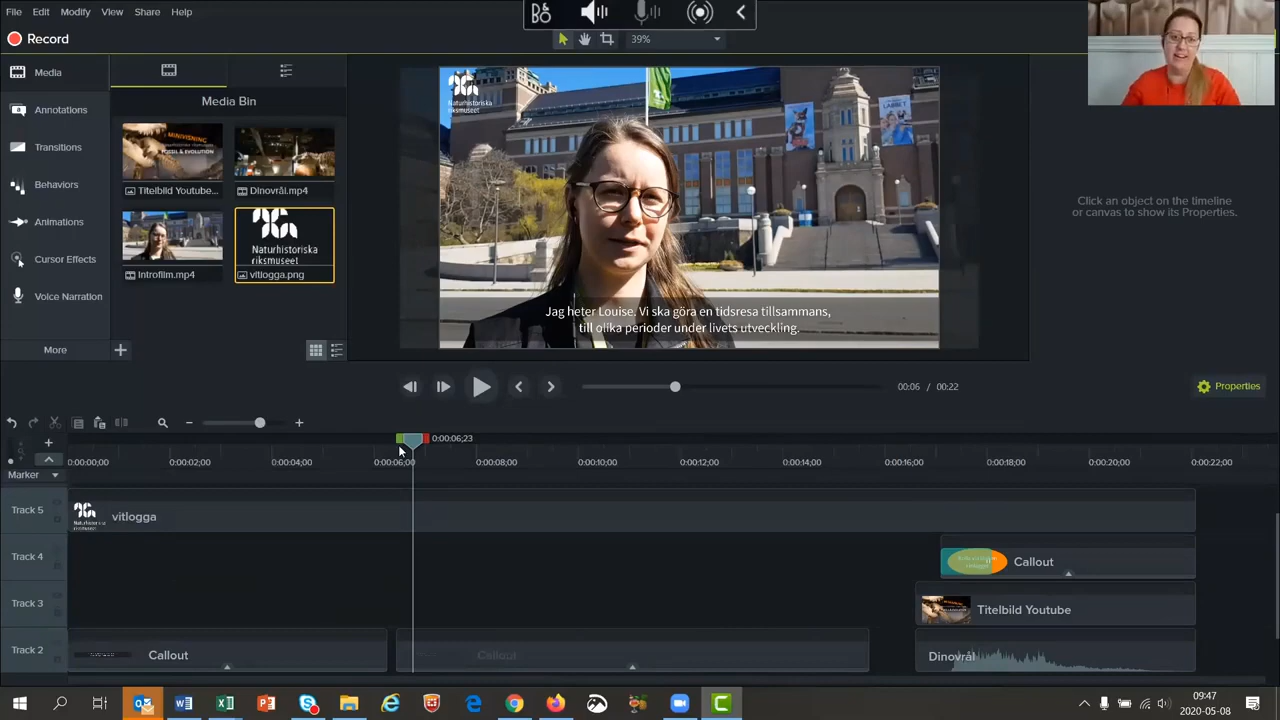 File Edit Modify View Share Help
B&O
Record
39%
Media
Annotations
Transitions
Behaviors
Animations
Cursor Effects
Voice Narration
More
Media Bin
MINIVISNING
FOSSIL & EVOLUTION
Titelbild Youtube...
Dinovrål.mp4
Introfilm.mp4
Naturhistoriska
riksmuseet
vitlogga.png
Naturhistoriska
riksmuseet
LABBET
Jag heter Louise. Vi ska göra en tidsresa tillsammans,
till olika perioder under livets utveckling.
Click an object on the timeline
or canvas to show its Properties.
00:06 / 00:22
Properties
0:00:06;23
0:00:00;00 0:00:02;00 0:00:04;00 0:00:06;00 0:00:08;00 0:00:10;00 0:00:12;00 0:00:14;00 0:00:16;00 0:00:18;00 0:00:20;00 0:00:22;00
Marker
Track 5
vitlogga
Track 4
Callout
Track 3
Titelbild Youtube
Track 2
Callout
Callout
Dinovrål
09:47
2020-05-08